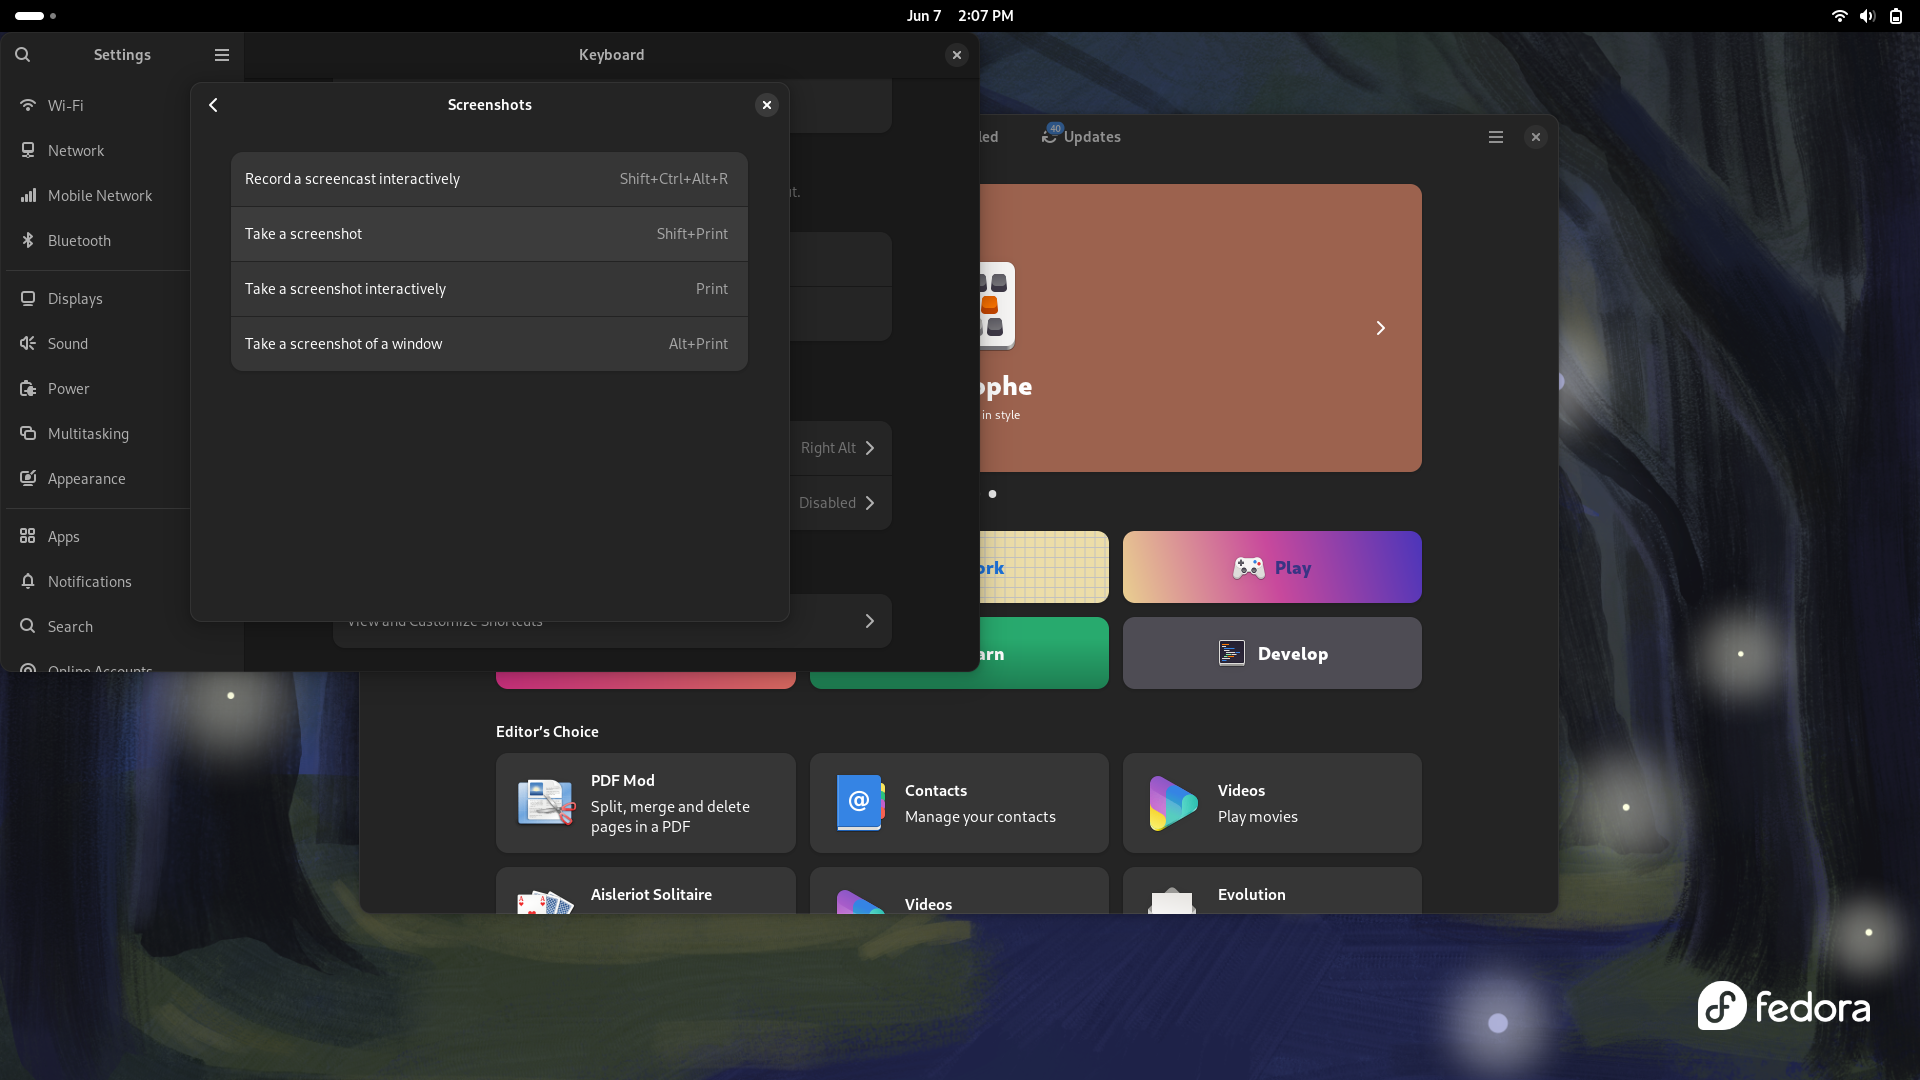 Jun 7 2:07 PM
Settings
Keyboard
Wi-Fi
Network
Mobile Network
Bluetooth
Displays
Sound
Power
Multitasking
Appearance
Apps
Notifications
Search
Online Accounts
Screenshots
Record a screencast interactively Shift+Ctrl+Alt+R
Take a screenshot Shift+Print
Take a screenshot interactively Print
Take a screenshot of a window Alt+Print
Right Alt
Disabled
View and Customize Shortcuts
40
Updates
in style
Play
Develop
Editor's Choice
PDF Mod
Split, merge and delete
pages in a PDF
Contacts
Manage your contacts
Videos
Play movies
Aisleriot Solitaire
Videos
Evolution
fedora